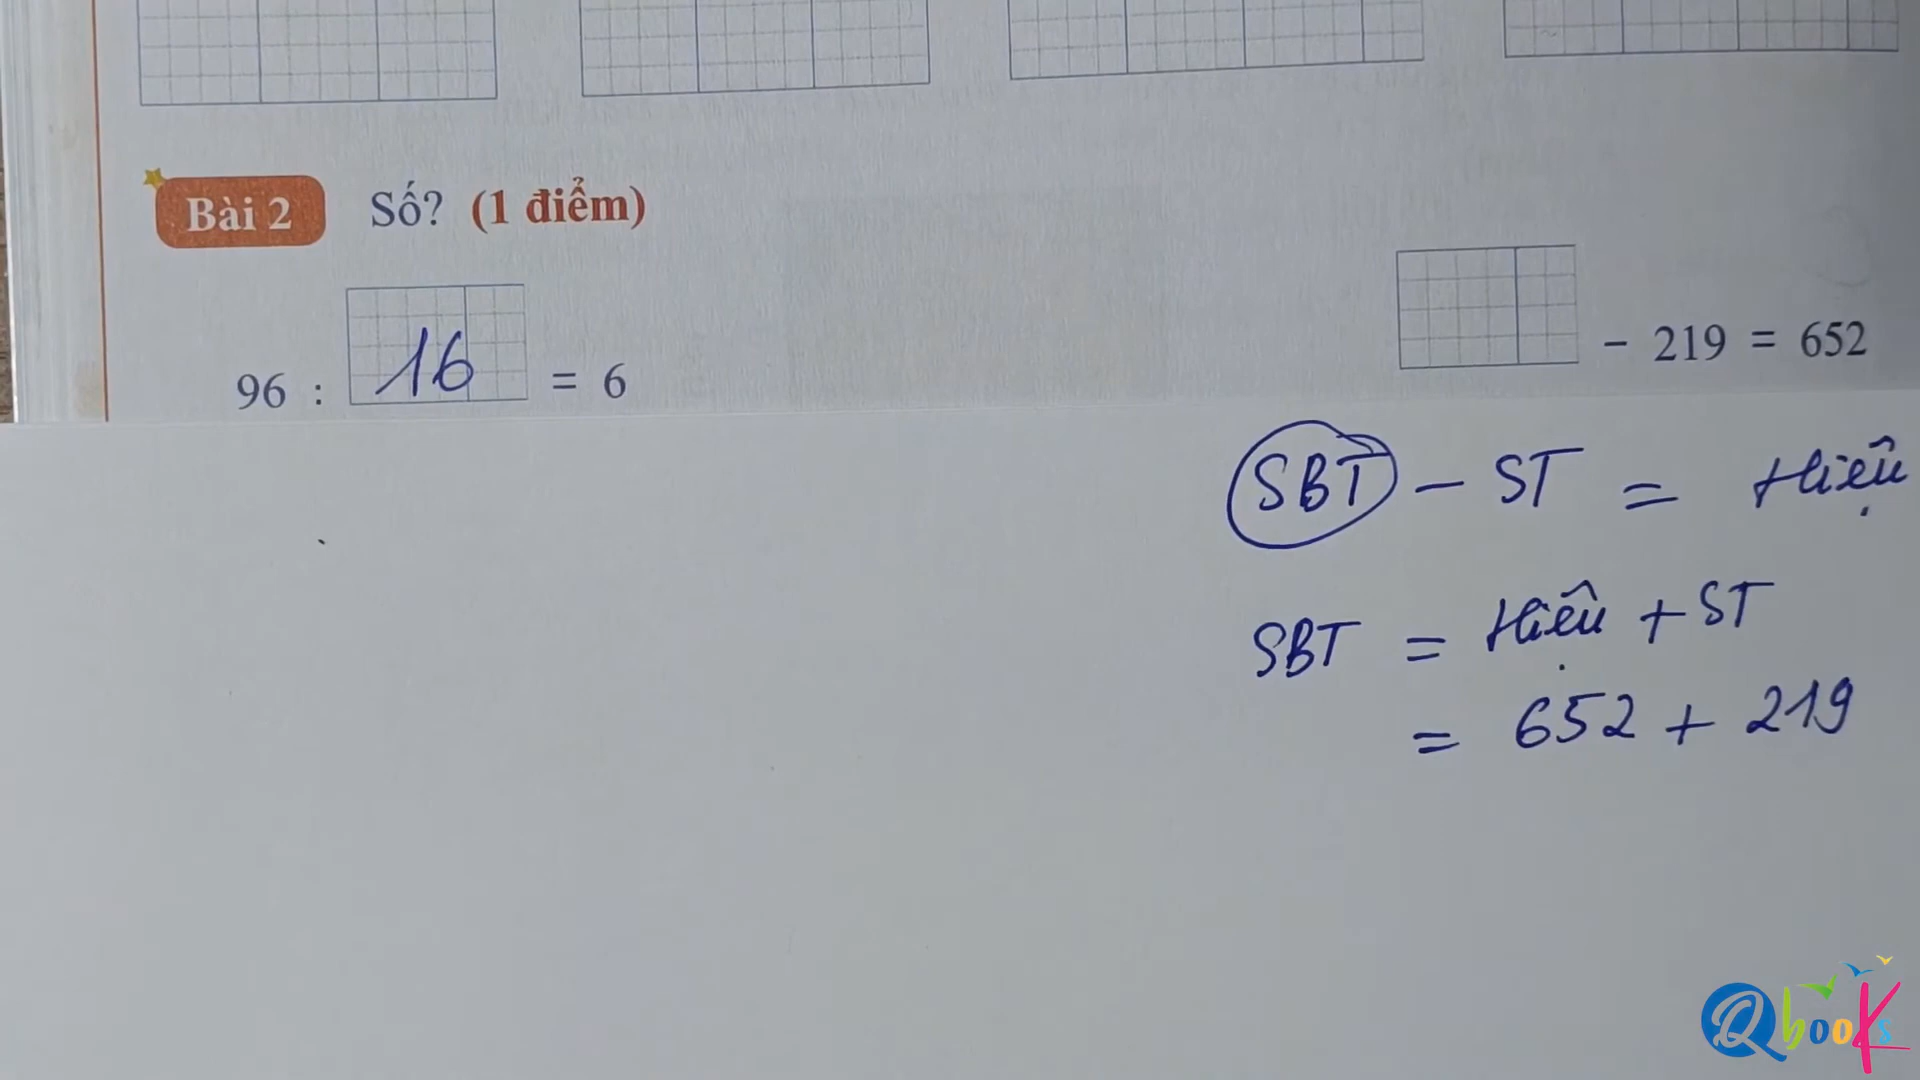 Bài 2 Số? (1 điểm)
96 : 16 = 6
- 219 = 652
SBT - ST = Hiệu
SBT = Hiệu + ST
= 652 + 219
Qbooks